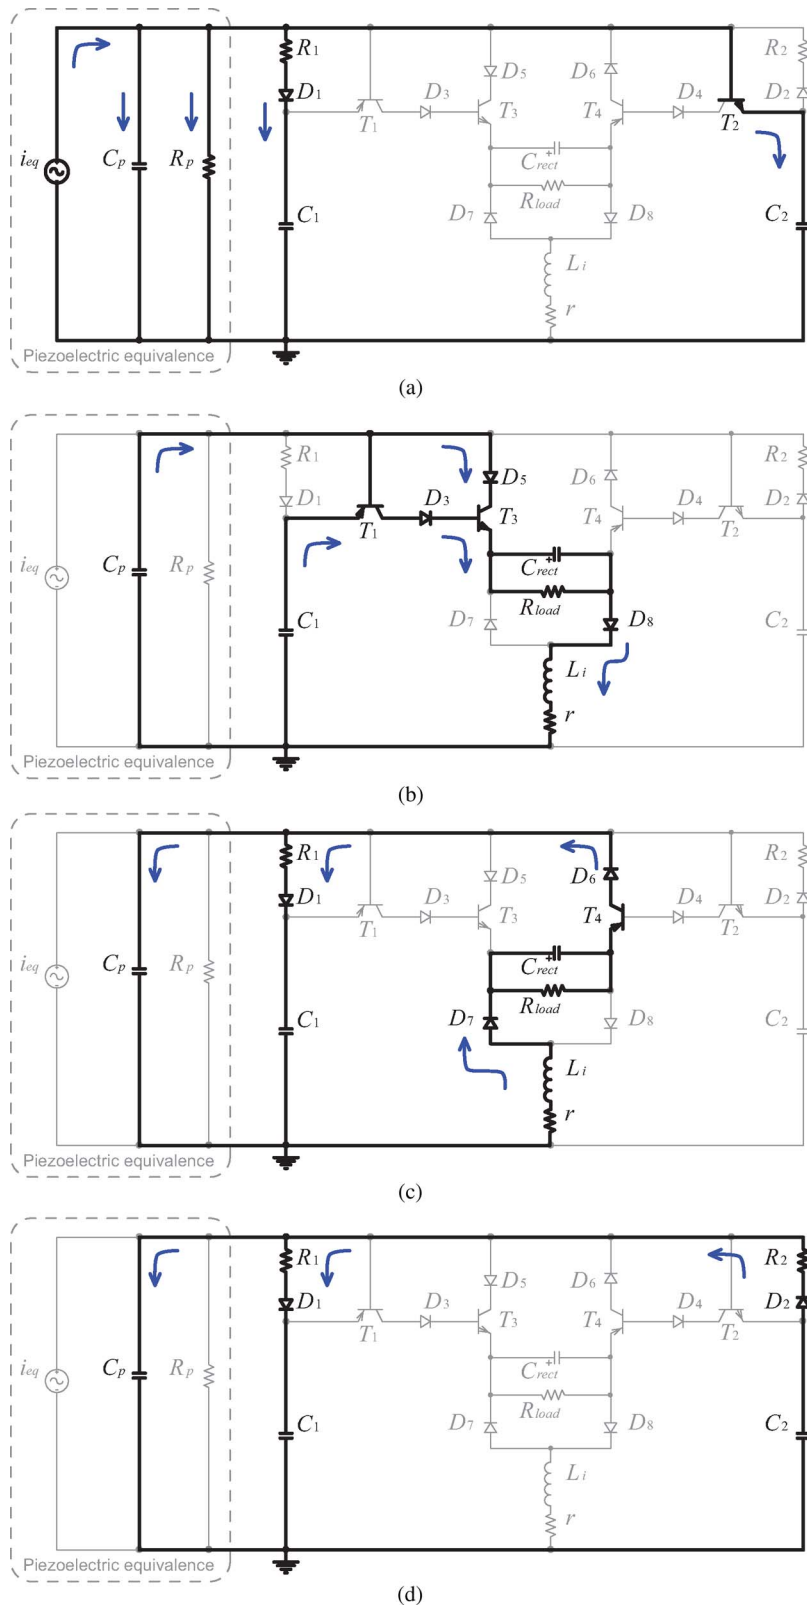 R1 R2
D5 D6
D1 D3 D4 D2
T3 T4
T1 T2
ieq Cp Rp Crect
+
Rload
C1 D7 D8 C2
Li
r
Piezoelectric equivalence
(a)
R1 R2
D5 D6
D1 D3 D4 D2
T3 T4
T1 T2
ieq Cp Rp Crect
+
Rload
C1 D7 D8 C2
Li
r
Piezoelectric equivalence
(b)
R1 R2
D5 D6
D1 D3 D4 D2
T3 T4
T1 T2
ieq Cp Rp Crect
+
Rload
C1 D7 D8 C2
Li
r
Piezoelectric equivalence
(c)
R1 R2
D5 D6
D1 D3 D4 D2
T3 T4
T1 T2
ieq Cp Rp Crect
+
Rload
C1 D7 D8 C2
Li
r
Piezoelectric equivalence
(d)